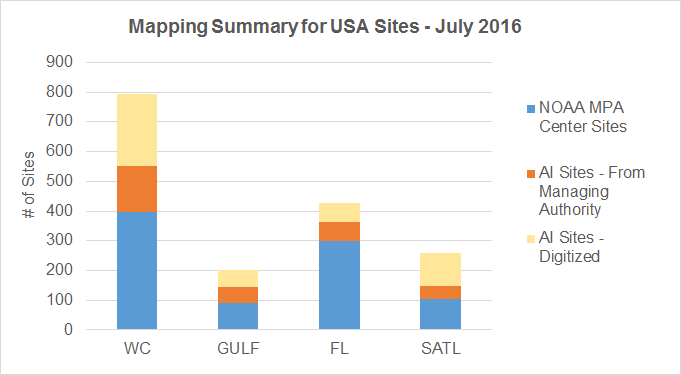 Mapping Summary for USA Sites - July 2016
# of Sites
900
800
700
600
500
400
300
200
100
0
WC
GULF
FL
SATL
NOAA MPA
Center Sites
AI Sites - From
Managing
Authority
AI Sites -
Digitized